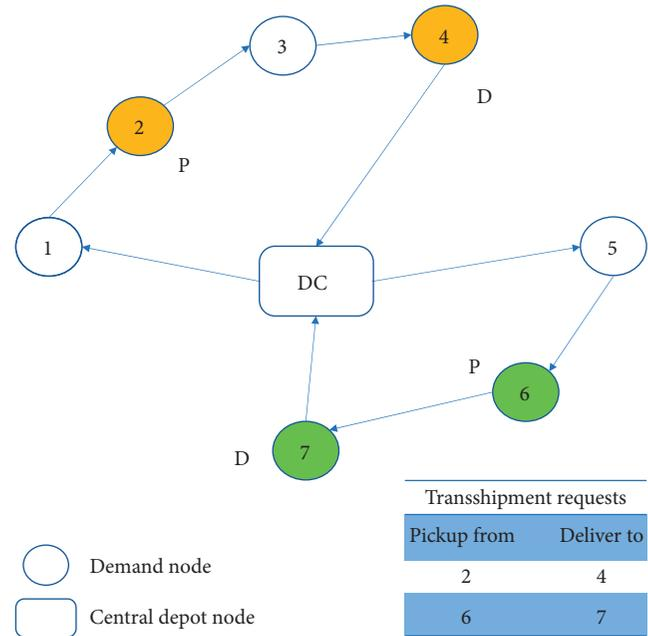 3
4
D
2
P
1
5
DC
P
6
7
D
Transshipment requests
Pickup from Deliver to
2 4
6 7
Demand node
Central depot node